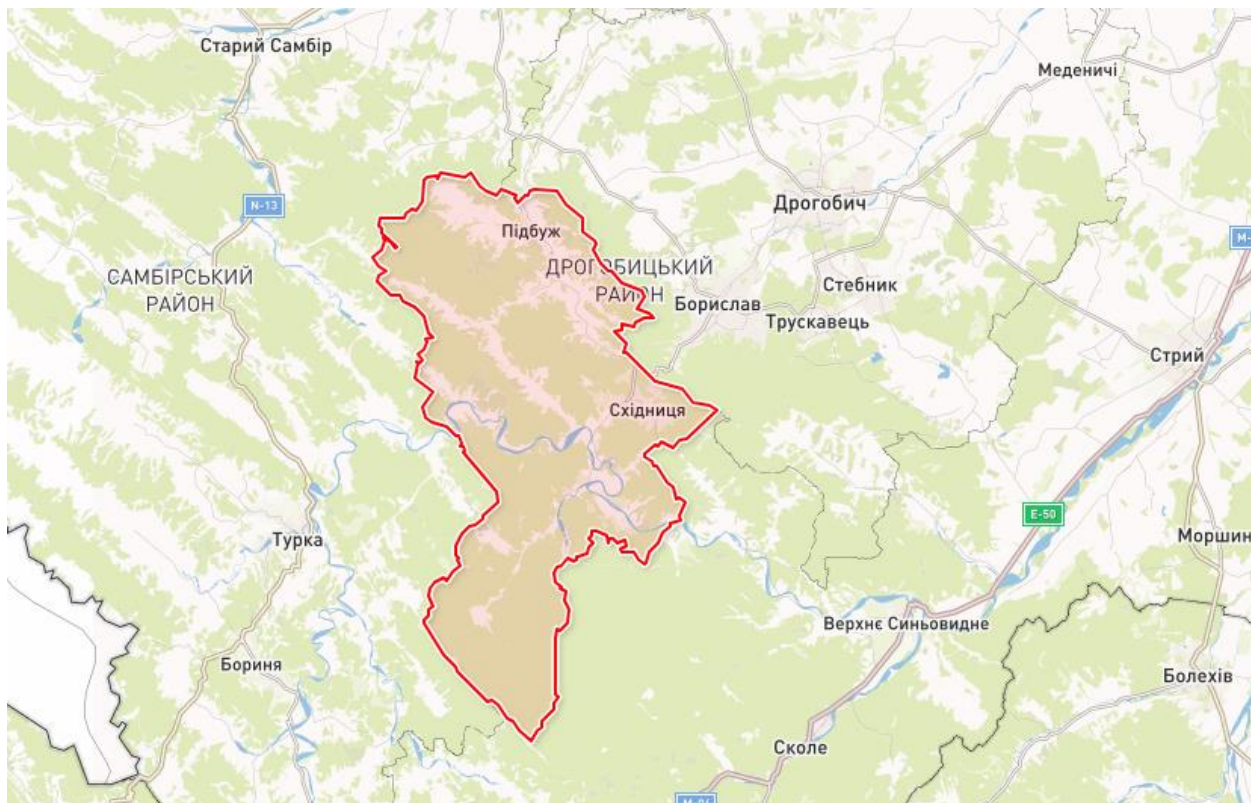 Старий Самбір
Меденичі
N-13
Дрогобич
Підбуж
М-
САМБІРСЬКИЙ
РАЙОН
ДРОГОБИЦЬКИЙ
РАЙОН
Стебник
Борислав
Трускавець
Стрий
Східниця
E-50
Турка
Моршин
Верхнє Синьовидне
Бориня
Болехів
Сколе